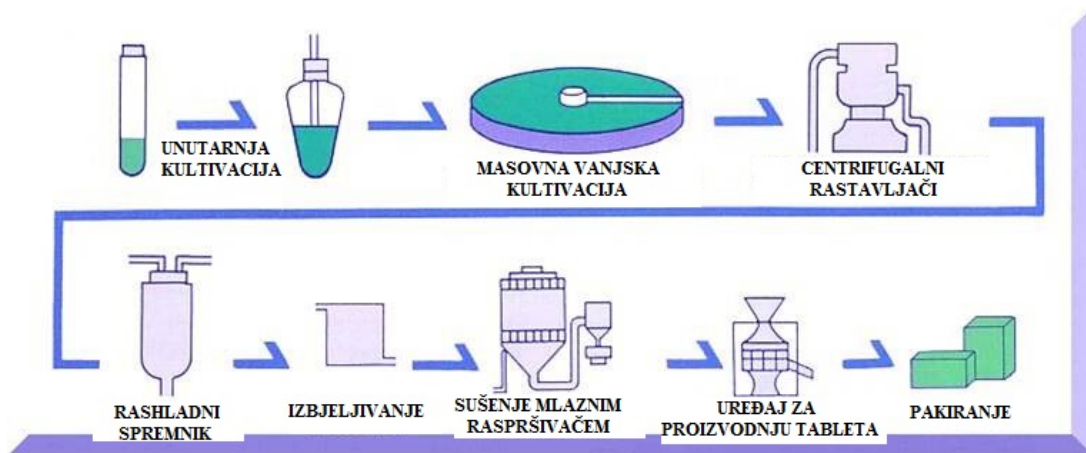 UNUTARNJA
KULTIVACIJA
MASOVNA VANJSKA
KULTIVACIJA
CENTRIFUGALNI
RASTAVLJAČI
RASHLADNI
SPREMNIK
IZBJELJIVANJE
SUŠENJE MLAZNIM
RASPRŠIVAČEM
UREĐAJ ZA
PROIZVODNJU TABLETA
PAKIRANJE